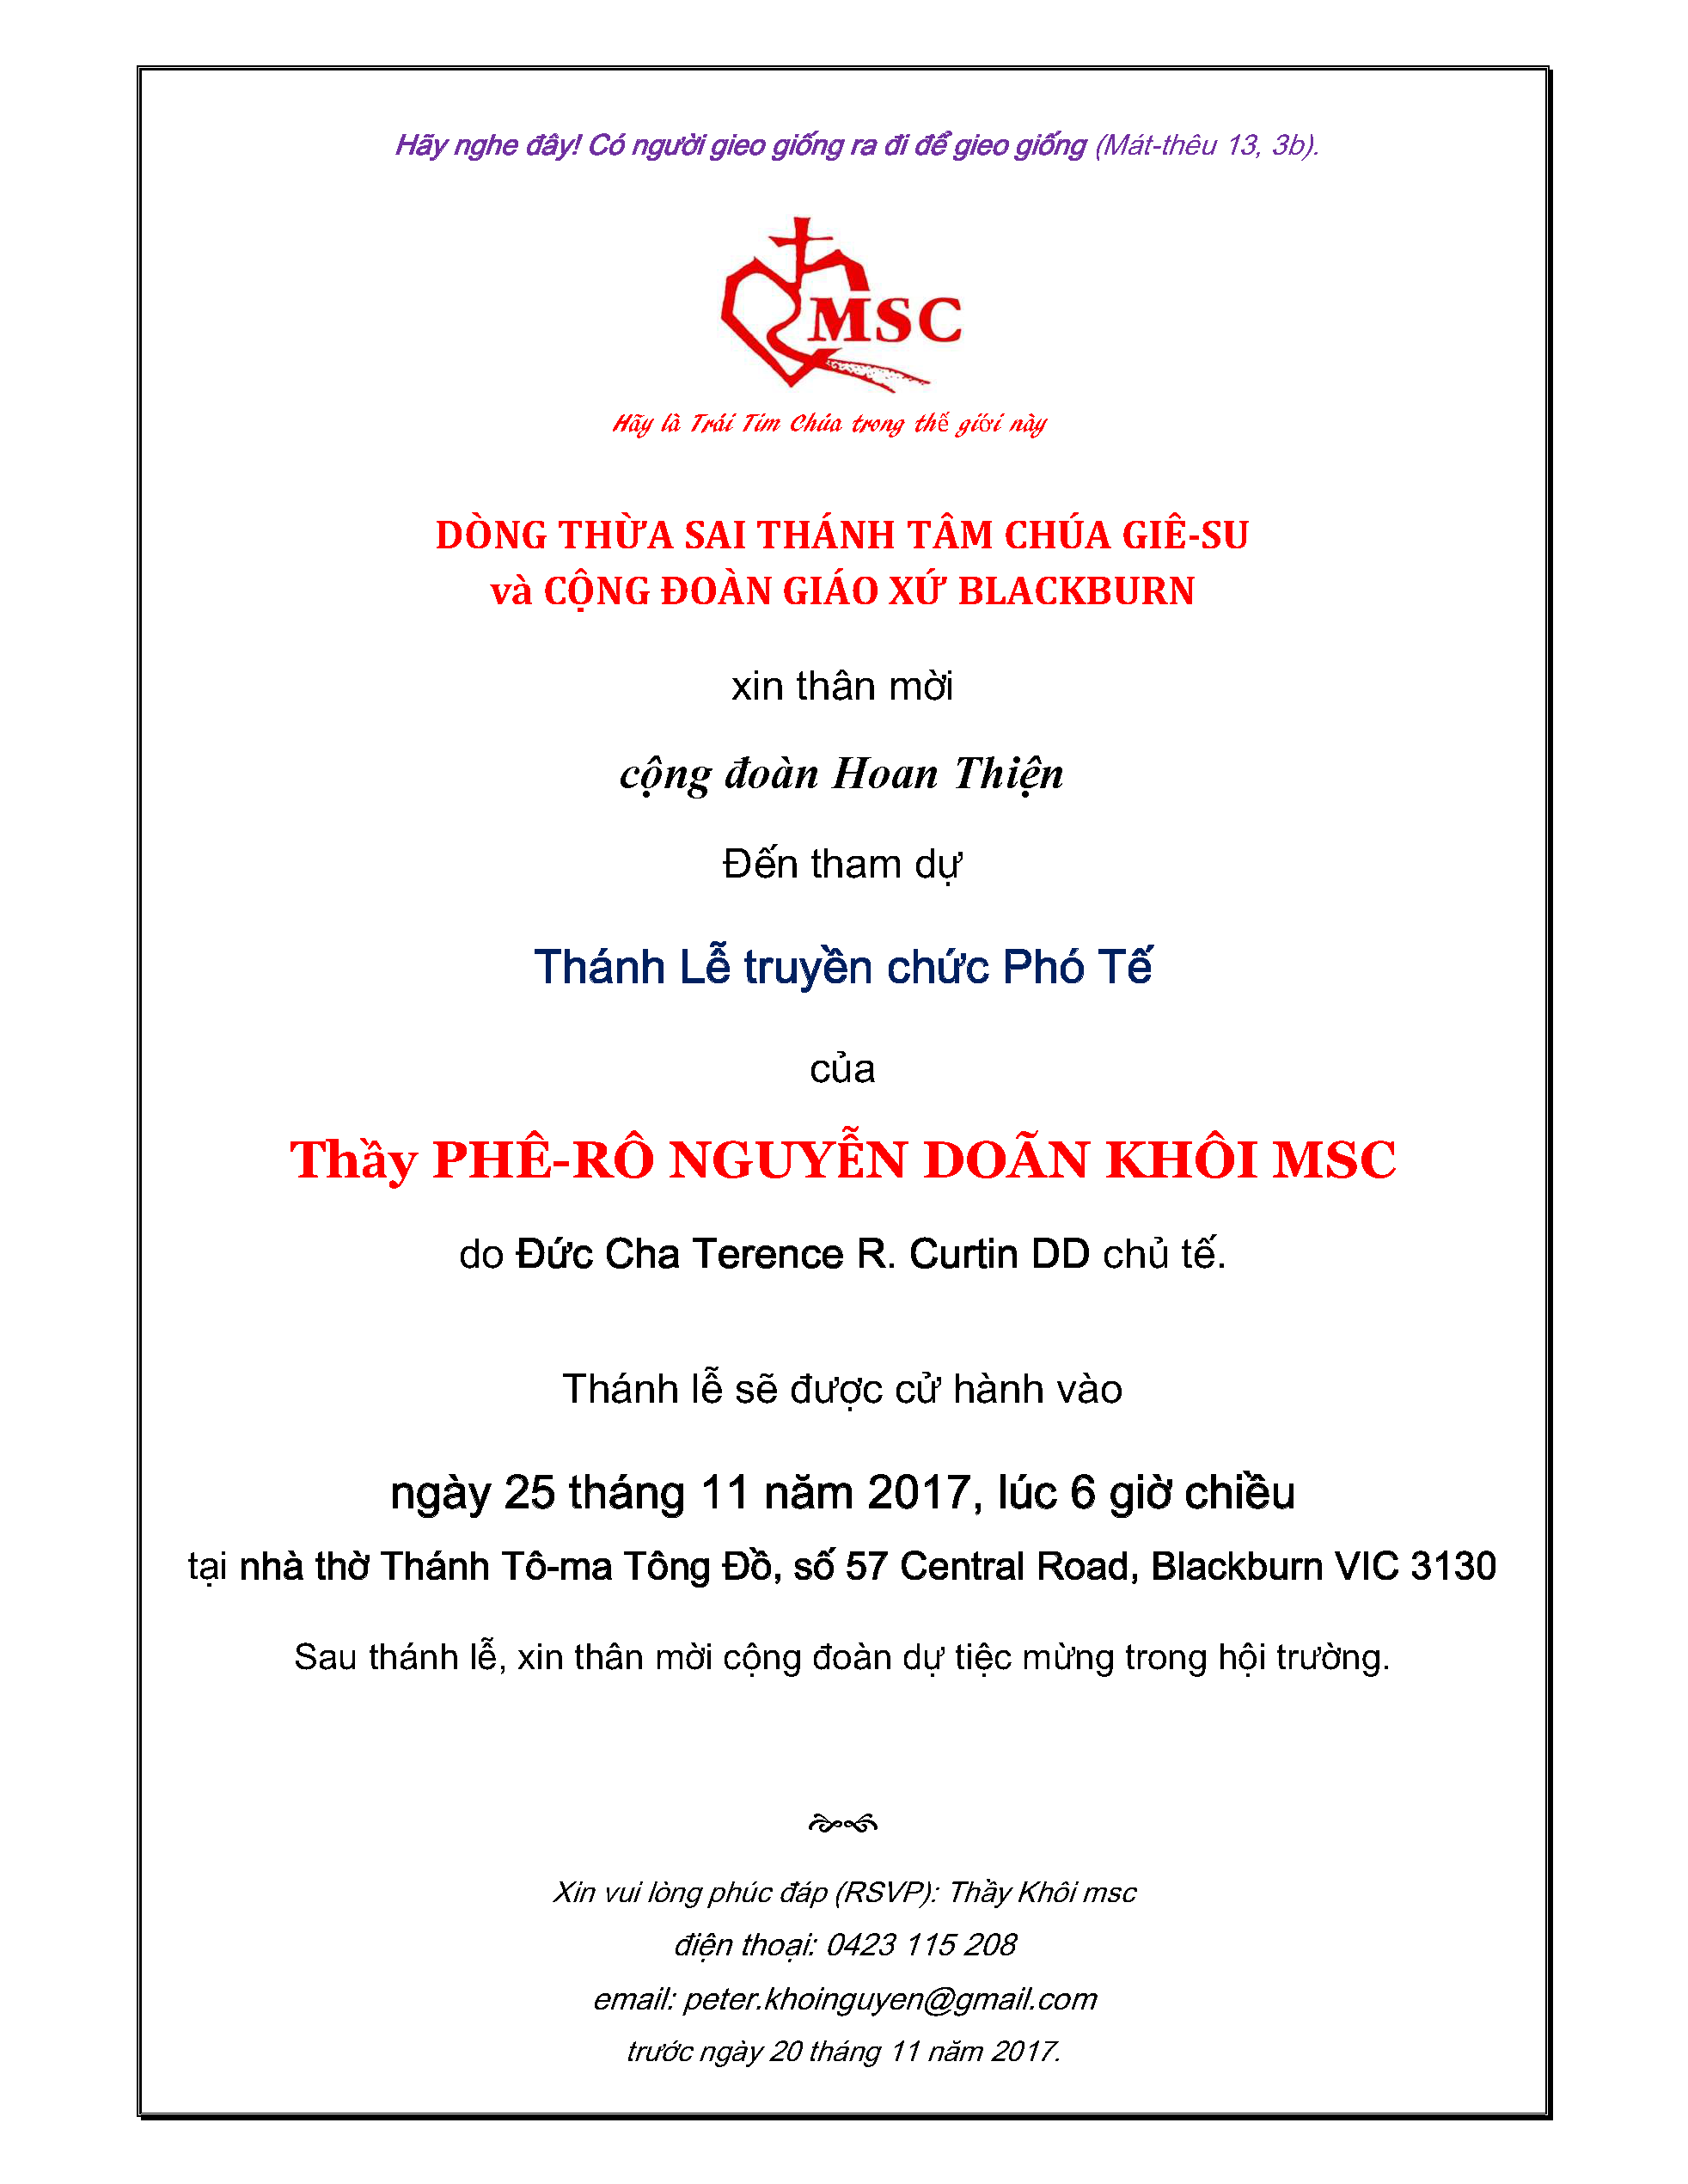 Hãy nghe đây! Có người gieo giống ra đi để gieo giống (Mát-thêu 13, 3b).
MSC
Hãy là Trái Tim Chúa trong thế giới này
DÒNG THỪA SAI THÁNH TÂM CHÚA GIÊ-SU
và CỘNG ĐOÀN GIÁO XỨ BLACKBURN
xin thân mời
cộng đoàn Hoan Thiện
Đến tham dự
Thánh Lễ truyền chức Phó Tế
của
Thầy PHÊ-RÔ NGUYỄN DOÃN KHÔI MSC
do Đức Cha Terence R. Curtin DD chủ tế.
Thánh lễ sẽ được cử hành vào
ngày 25 tháng 11 năm 2017, lúc 6 giờ chiều
tại nhà thờ Thánh Tô-ma Tông Đồ, số 57 Central Road, Blackburn VIC 3130
Sau thánh lễ, xin thân mời cộng đoàn dự tiệc mừng trong hội trường.
Xin vui lòng phúc đáp (RSVP): Thầy Khôi msc
điện thoại: 0423 115 208
email: peter.khoinguyen@gmail.com
trước ngày 20 tháng 11 năm 2017.